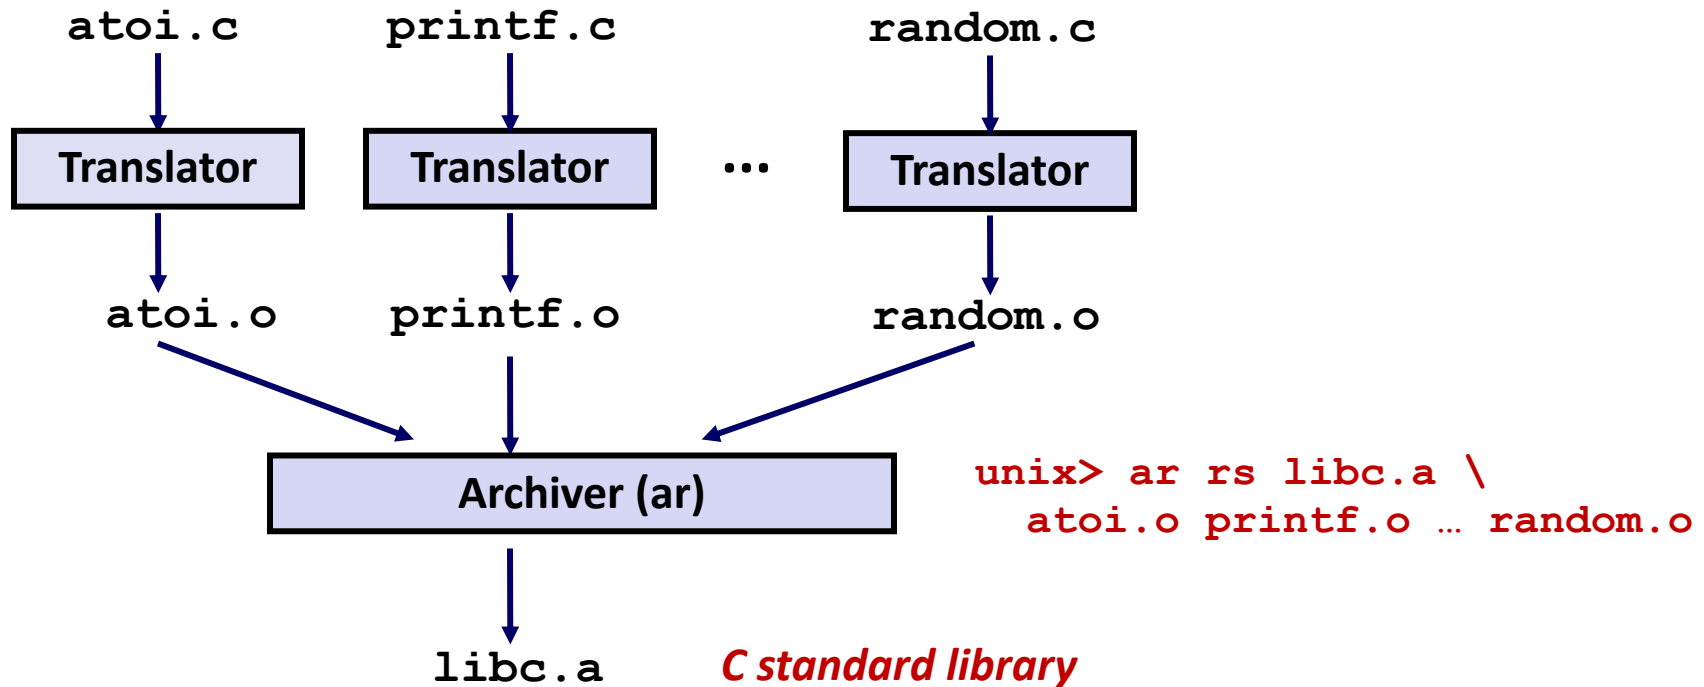 atoi.c printf.c random.c
Translator Translator ... Translator
atoi.o printf.o random.o
Archiver (ar)
unix> ar rs libc.a \
atoi.o printf.o … random.o
libc.a C standard library